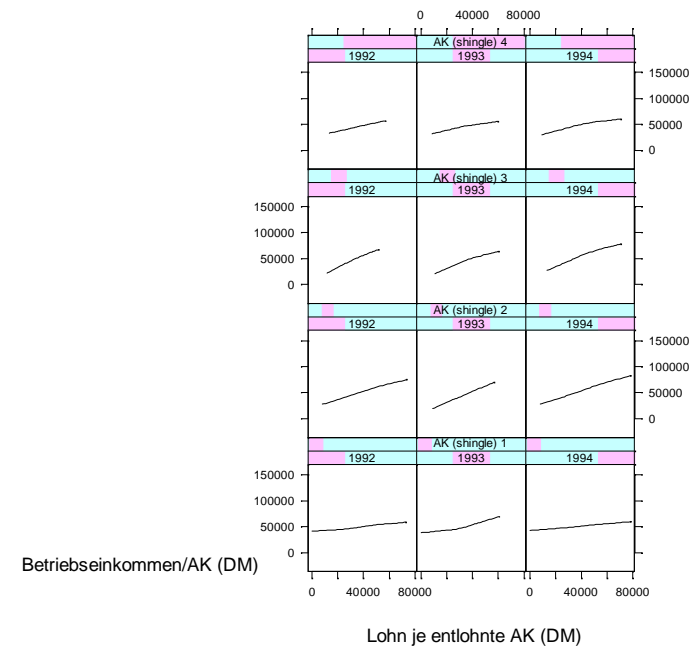 0 40000 80000
AK (shingle) 4
1992 1993 1994
150000
100000
50000
0
AK (shingle) 3
1992 1993 1994
150000
100000
50000
0
AK (shingle) 2
1992 1993 1994
150000
100000
50000
0
AK (shingle) 1
1992 1993 1994
150000
100000
50000
0
Betriebseinkommen/AK (DM)
0 40000 80000 0 40000 80000
Lohn je entlohnte AK (DM)